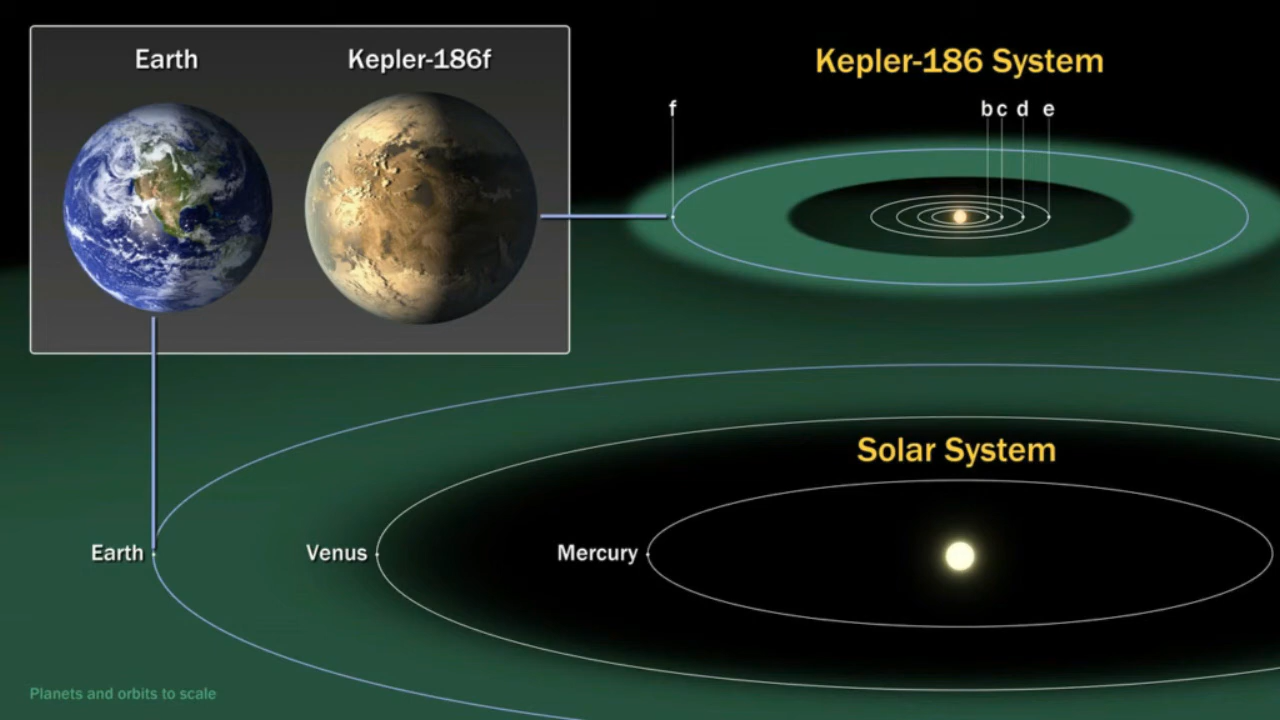 Earth
Kepler-186f
Kepler-186 System
f
b c d e
Solar System
Earth
Venus
Mercury
Planets and orbits to scale